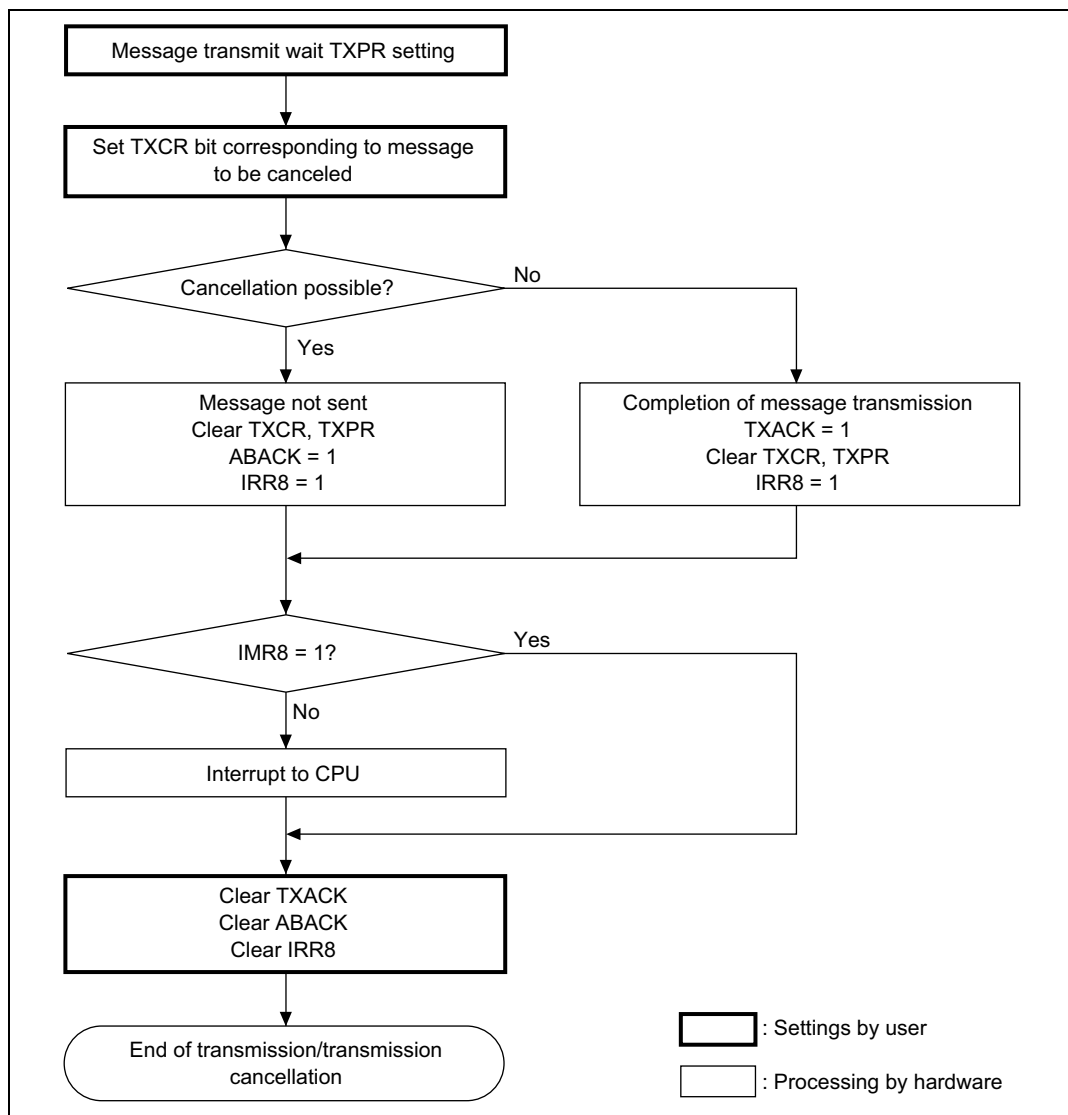 Message transmit wait TXPR setting
Set TXCR bit corresponding to message
to be canceled
Cancellation possible?
No
Yes
Message not sent
Clear TXCR, TXPR
ABACK = 1
IRR8 = 1
Completion of message transmission
TXACK = 1
Clear TXCR, TXPR
IRR8 = 1
IMR8 = 1?
Yes
No
Interrupt to CPU
Clear TXACK
Clear ABACK
Clear IRR8
End of transmission/transmission
cancellation
: Settings by user
: Processing by hardware